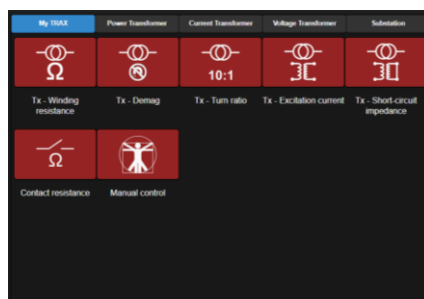 My TRAX
Power Transformer
Current Transformer
Voltage Transformer
Substation
Ω
10:1
Tx - Winding
resistance
Tx - Demag
Tx - Turn ratio
Tx - Excitation current
Tx - Short-circuit
impedance
Ω
Contact resistance
Manual control